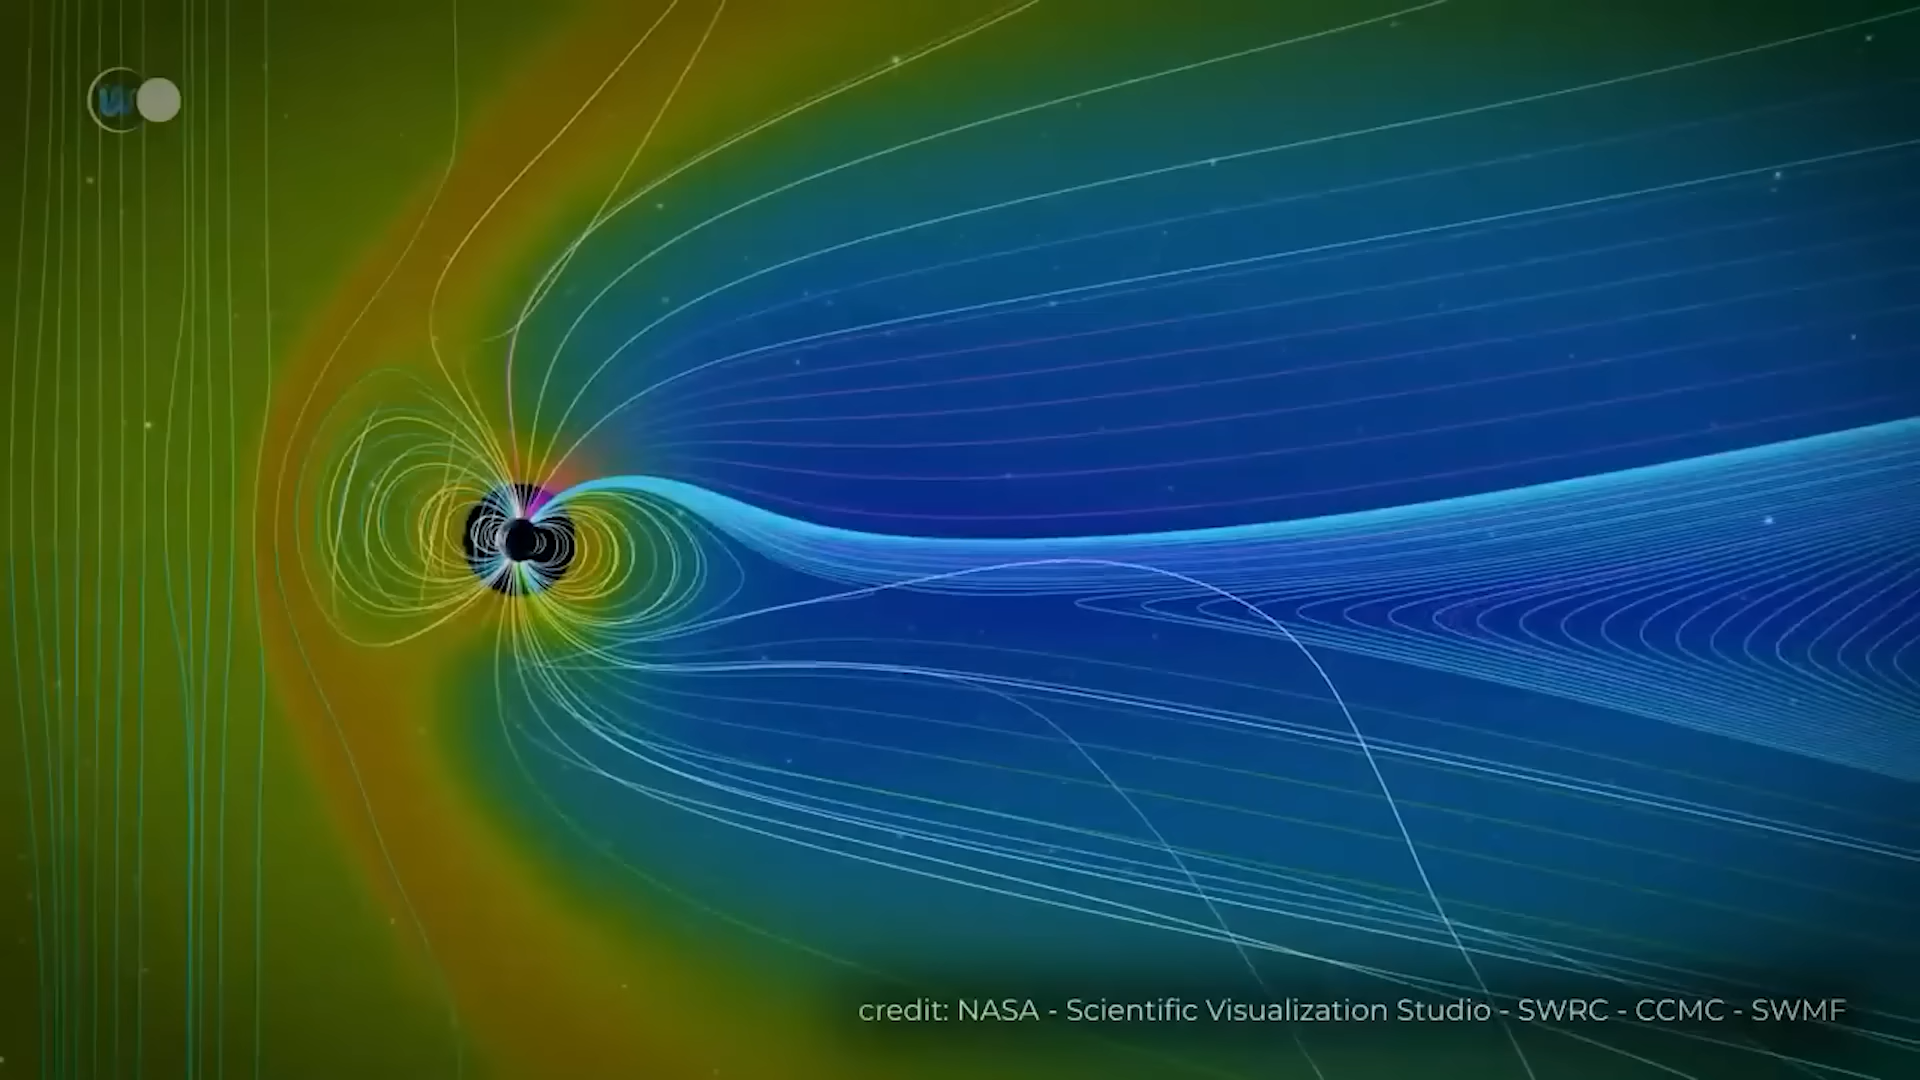 credit: NASA - Scientific Visualization Studio - SWRC - CCMC - SWMF